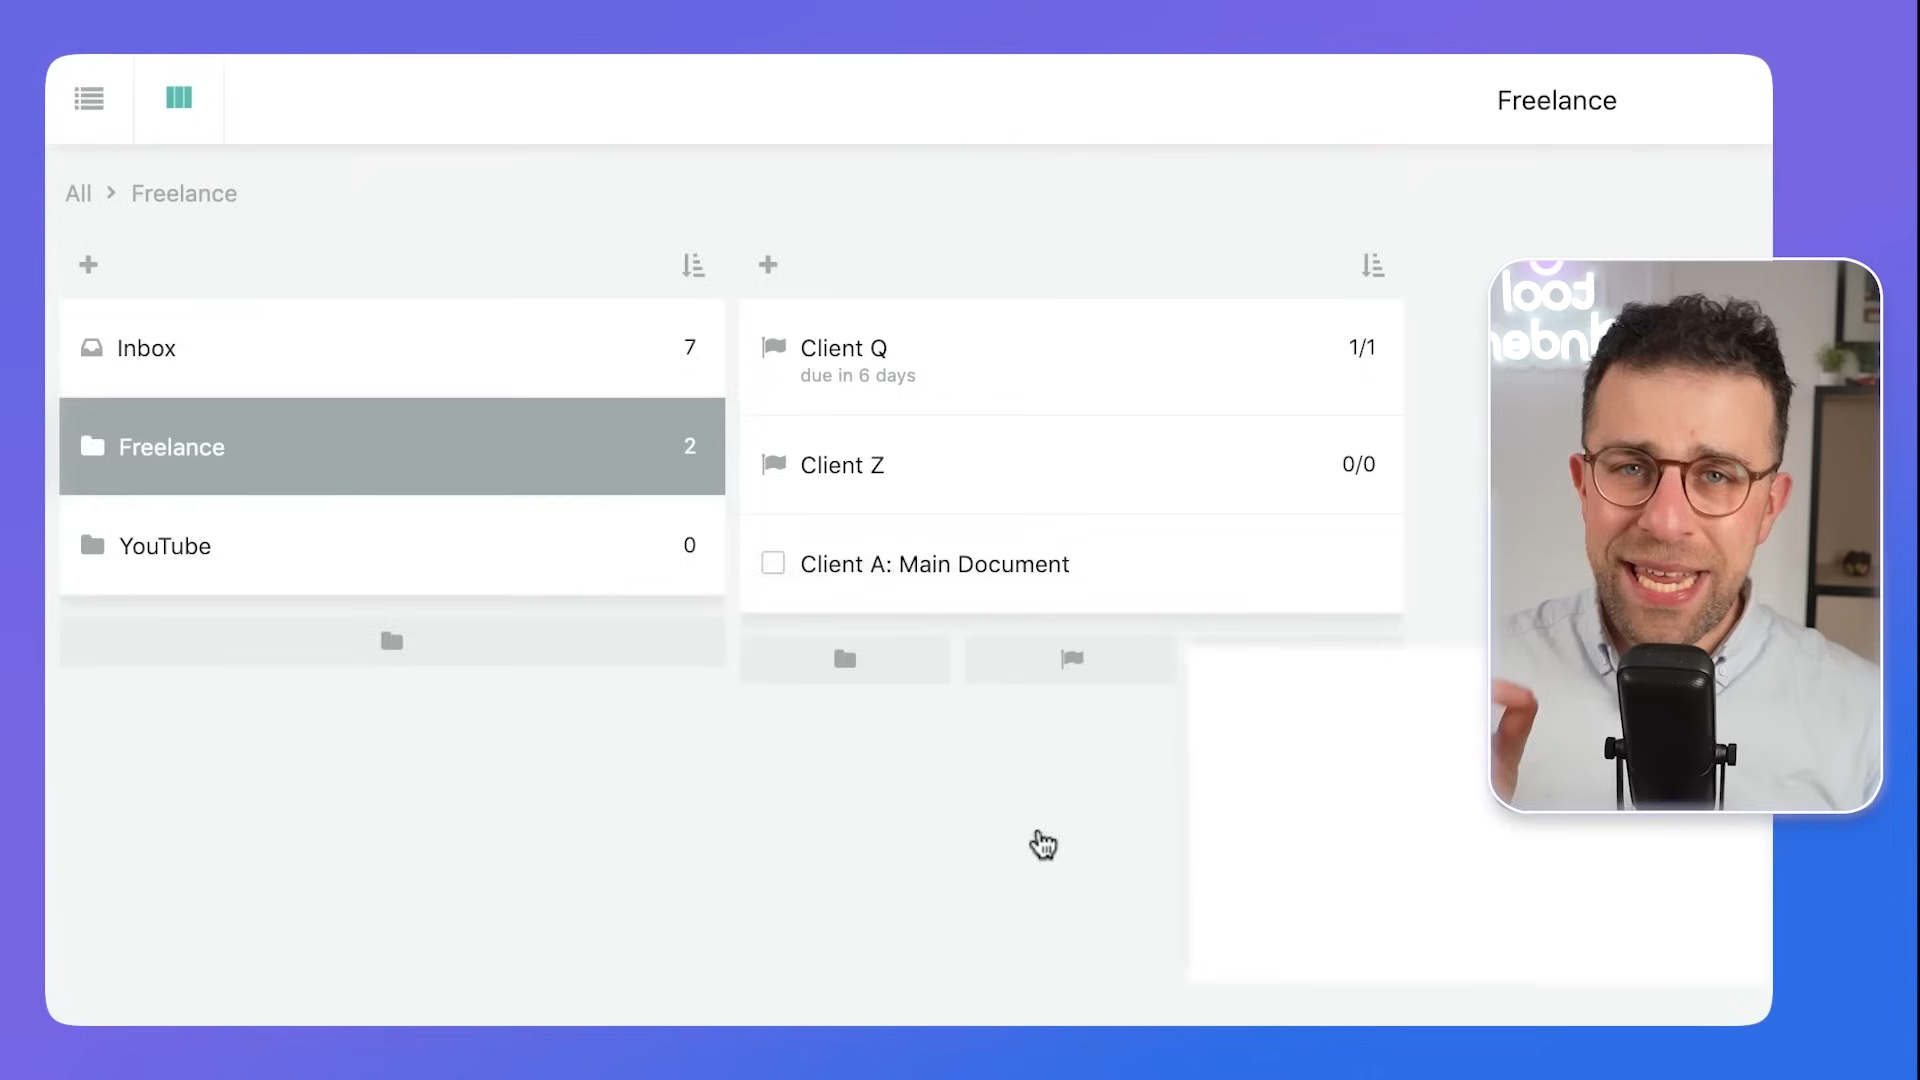 Freelance
All > Freelance
Inbox 7
Freelance 2
YouTube 0
Client Q 1/1
due in 6 days
Client Z 0/0
Client A: Main Document